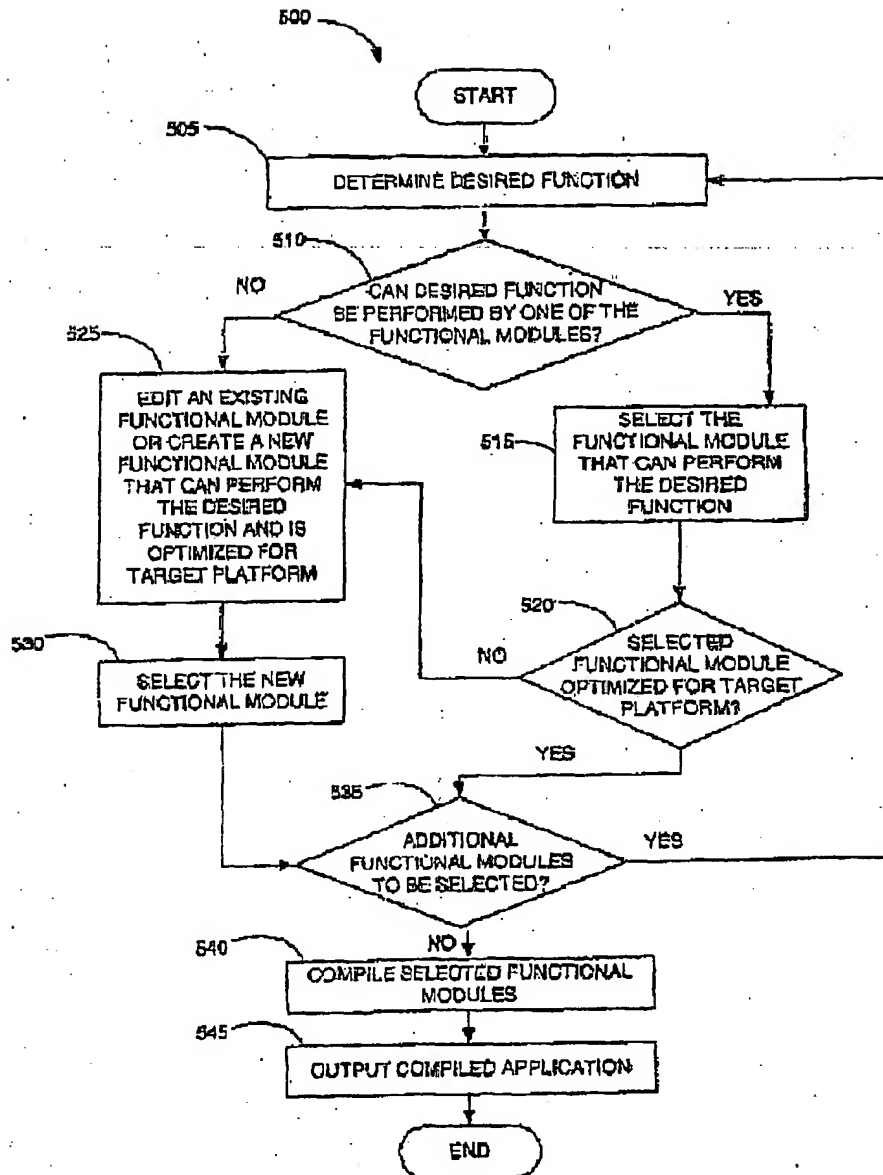 500
START
505
DETERMINE DESIRED FUNCTION
510
NO
CAN DESIRED FUNCTION
BE PERFORMED BY ONE OF THE
FUNCTIONAL MODULES?
YES
525
EDIT AN EXISTING
FUNCTIONAL MODULE
OR CREATE A NEW
FUNCTIONAL MODULE
THAT CAN PERFORM
THE DESIRED
FUNCTION AND IS
OPTIMIZED FOR
TARGET PLATFORM
515
SELECT THE
FUNCTIONAL MODULE
THAT CAN PERFORM
THE DESIRED
FUNCTION
520
NO
SELECTED
FUNCTIONAL MODULE
OPTIMIZED FOR TARGET
PLATFORM?
530
SELECT THE NEW
FUNCTIONAL MODULE
YES
535
ADDITIONAL
FUNCTIONAL MODULES
TO BE SELECTED?
YES
NO
540
COMPILE SELECTED FUNCTIONAL
MODULES
545
OUTPUT COMPILED APPLICATION
END